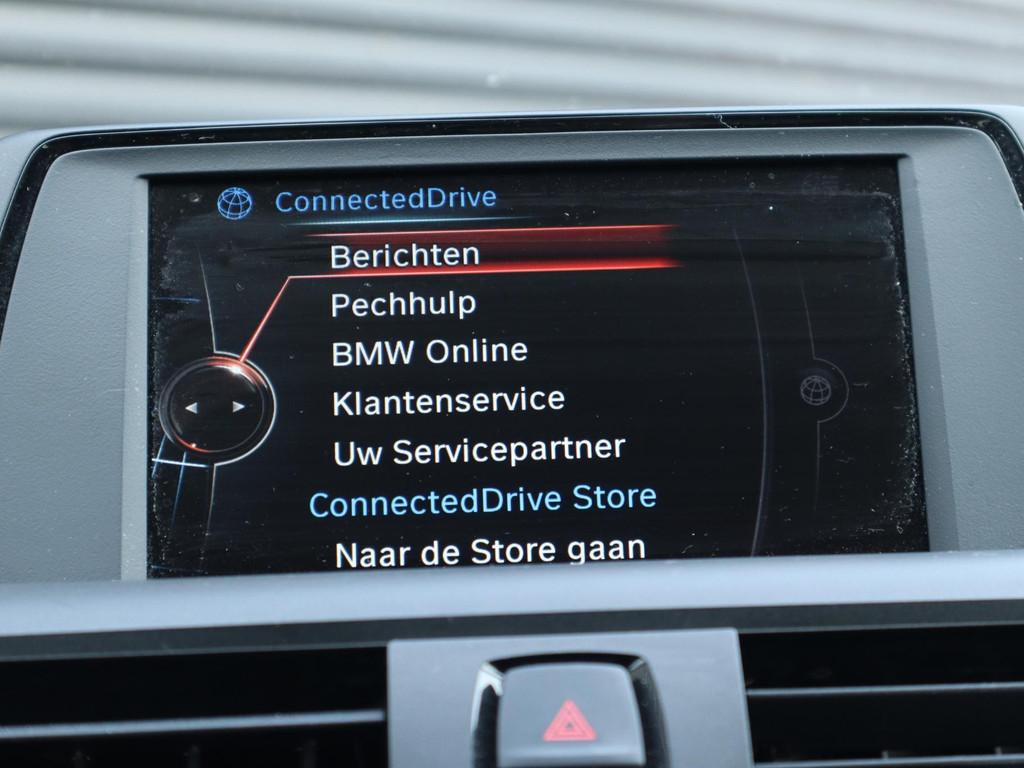 ConnectedDrive
Berichten
Pechhulp
BMW Online
Klantenservice
Uw Servicepartner
ConnectedDrive Store
Naar de Store gaan